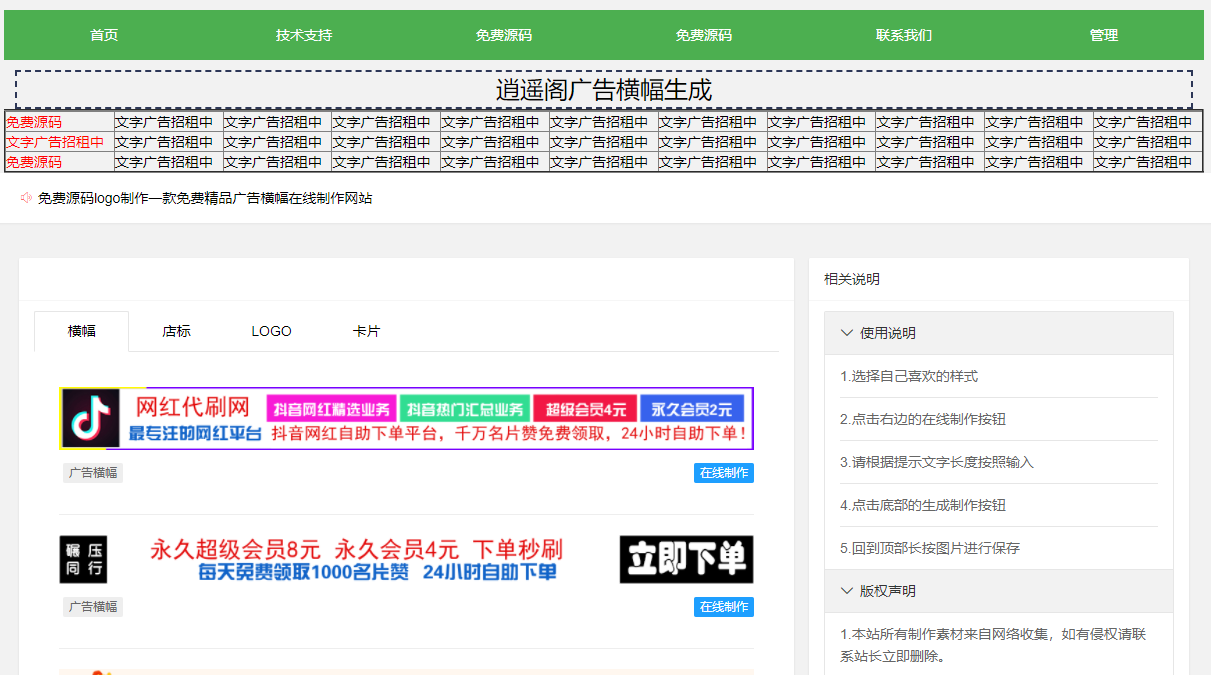 首页 技术支持 免费源码 免费源码 联系我们 管理
逍遥阁广告横幅生成
免费源码 文字广告招租中 文字广告招租中 文字广告招租中 文字广告招租中 文字广告招租中 文字广告招租中 文字广告招租中 文字广告招租中 文字广告招租中 文字广告招租中
文字广告招租中 文字广告招租中 文字广告招租中 文字广告招租中 文字广告招租中 文字广告招租中 文字广告招租中 文字广告招租中 文字广告招租中 文字广告招租中 文字广告招租中
免费源码 文字广告招租中 文字广告招租中 文字广告招租中 文字广告招租中 文字广告招租中 文字广告招租中 文字广告招租中 文字广告招租中 文字广告招租中 文字广告招租中
免费源码logo制作一款免费精品广告横幅在线制作网站
横幅 店标 LOGO 卡片
网红代刷网 抖音网红精选业务 抖音热门汇总业务 超级会员4元 永久会员2元
最专注的网红平台 抖音网红自助下单平台，千万名片赞免费领取，24小时自助下单！
广告横幅 在线制作
碾压 永久超级会员8元 永久会员4元 下单秒刷 立即下单
同行 每天免费领取1000名片赞 24小时自助下单
广告横幅 在线制作
相关说明
使用说明
1.选择自己喜欢的样式
2.点击右边的在线制作按钮
3.请根据提示文字长度按照输入
4.点击底部的生成制作按钮
5.回到顶部长按图片进行保存
版权声明
1.本站所有制作素材来自网络收集，如有侵权请联
系站长立即删除。